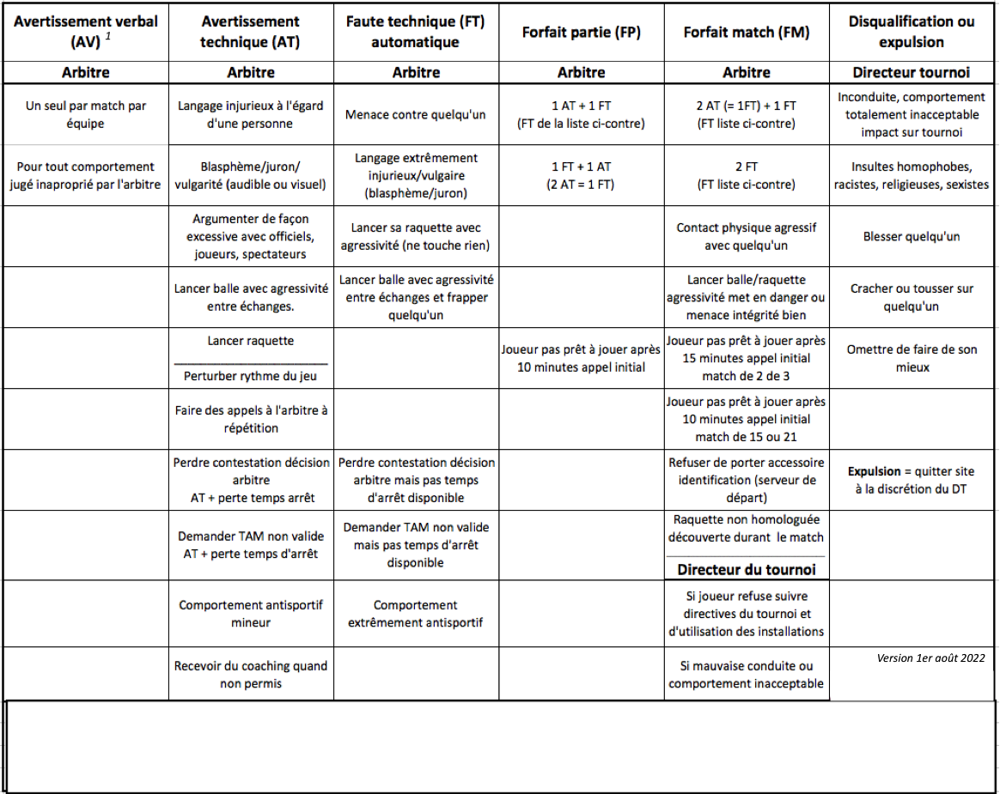 Avertissement verbal
(AV) 1
Avertissement
technique (AT)
Faute technique (FT)
automatique
Forfait partie (FP)
Forfait match (FM)
Disqualification ou
expulsion
Arbitre
Arbitre
Arbitre
Arbitre
Arbitre
Directeur tournoi
Un seul par match par
équipe
Langage injurieux à l'égard
d'une personne
Menace contre quelqu'un
1 AT + 1 FT
(FT de la liste ci-contre)
2 AT (= 1FT) + 1 FT
(FT liste ci-contre)
Inconduite, comportement
totalement inacceptable
impact sur tournoi
Pour tout comportement
jugé inaproprié par l'arbitre
Blasphème/juron/
vulgarité (audible ou visuel)
Langage extrêmement
injurieux/vulgaire
(blasphème/juron)
1 FT + 1 AT
(2 AT = 1 FT)
2 FT
(FT liste ci-contre)
Insultes homophobes,
racistes, religieuses, sexistes
Argumenter de façon
excessive avec officiels,
joueurs, spectateurs
Lancer sa raquette avec
agressivité (ne touche rien)
Contact physique agressif
avec quelqu'un
Blesser quelqu'un
Lancer balle avec agressivité
entre échanges.
Lancer balle avec agressivité
entre échanges et frapper
quelqu'un
Lancer balle/raquette
agressivité met en danger ou
menace intégrité bien
Cracher ou tousser sur
quelqu'un
Lancer raquette
Perturber rythme du jeu
Joueur pas prêt à jouer après
10 minutes appel initial
Joueur pas prêt à jouer après
15 minutes appel initial
match de 2 de 3
Omettre de faire de son
mieux
Faire des appels à l'arbitre à
répétition
Joueur pas prêt à jouer après
10 minutes appel initial
match de 15 ou 21
Perdre contestation décision
arbitre
AT + perte temps arrêt
Perdre contestation décision
arbitre mais pas temps
d'arrêt disponible
Refuser de porter accessoire
identification (serveur de
départ)
Expulsion = quitter site
à la discrétion du DT
Demander TAM non valide
AT + perte temps d'arrêt
Demander TAM non valide
mais pas temps d'arrêt
disponible
Raquette non homologuée
découverte durant le match
Directeur du tournoi
Comportement antisportif
mineur
Comportement
extrêmement antisportif
Si joueur refuse suivre
directives du tournoi et
d'utilisation des installations
Recevoir du coaching quand
non permis
Si mauvaise conduite ou
comportement inacceptable
Version 1er août 2022